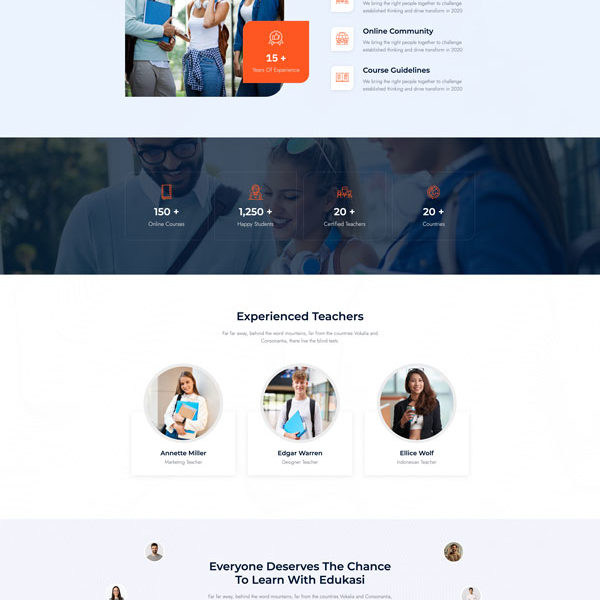 We bring the right people together to challenge
established thinking and drive transform in 2020
Online Community
We bring the right people together to challenge
established thinking and drive transform in 2020
Course Guidelines
We bring the right people together to challenge
established thinking and drive transform in 2020
15 +
Years Of Experience
150 +
Online Courses
1,250 +
Happy Students
20 +
Certified Teachers
20 +
Countries
Experienced Teachers
Far far away, behind the word mountains, far from the countries Vokalia and
Consonantia, there live the blind texts.
Annette Miller
Marketing Teacher
Edgar Warren
Designer Teacher
Ellice Wolf
Indonesian Teacher
Everyone Deserves The Chance
To Learn With Edukasi
Far far away, behind the word mountains, far from the countries Vokalia and Consonantia,